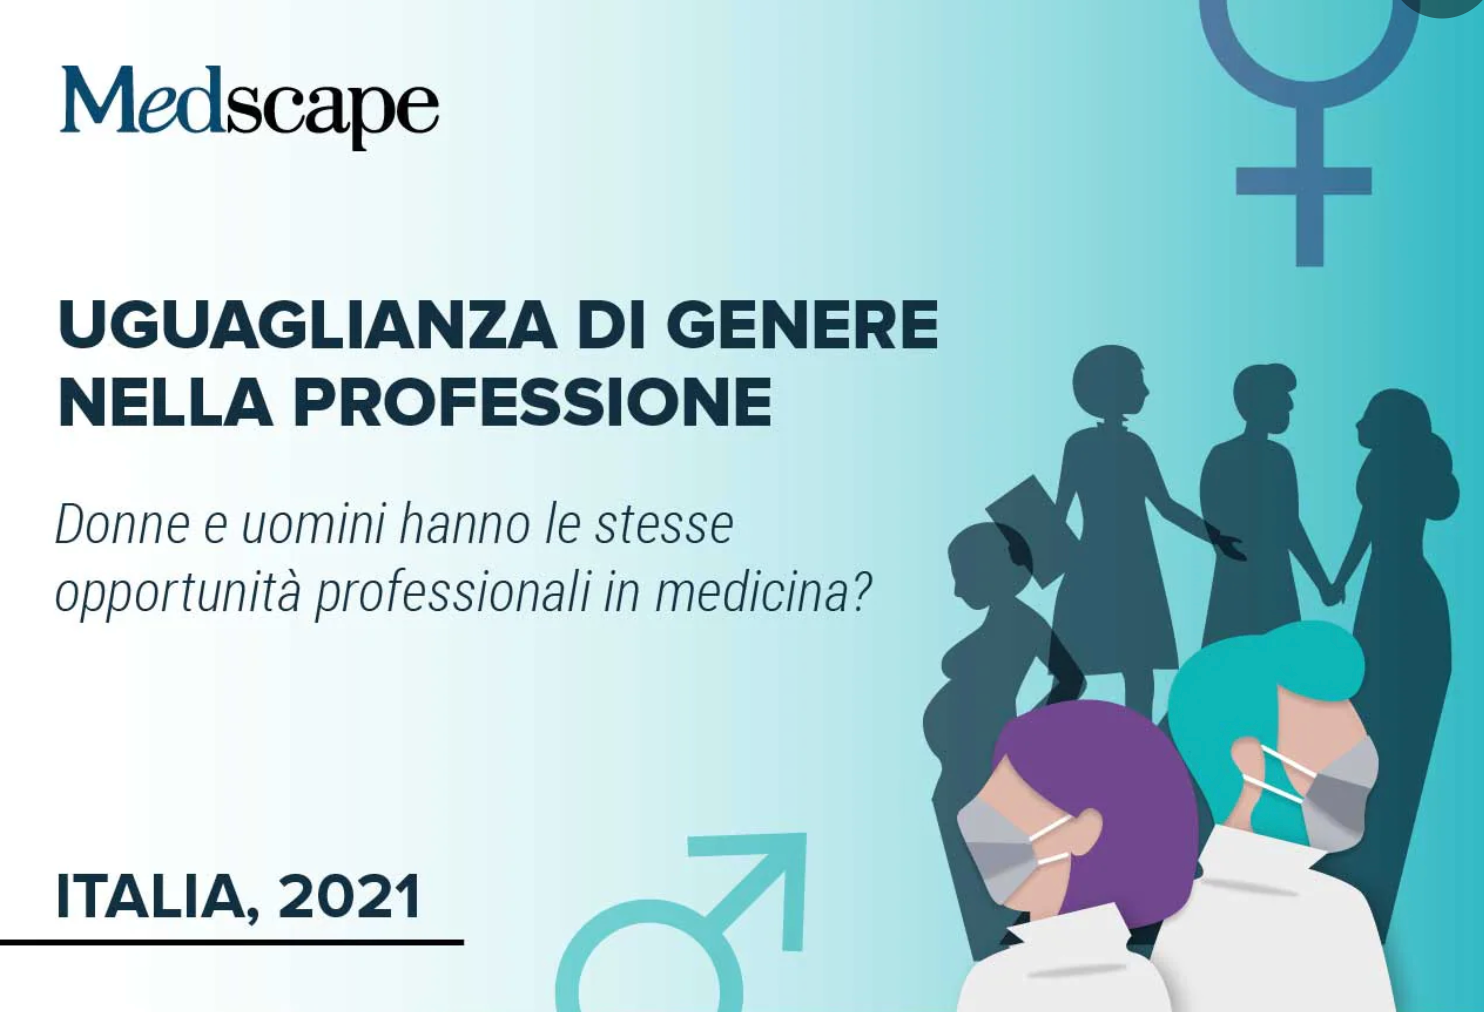 Medscape
UGUAGLIANZA DI GENERE
NELLA PROFESSIONE
Donne e uomini hanno le stesse
opportunità professionali in medicina?
ITALIA, 2021